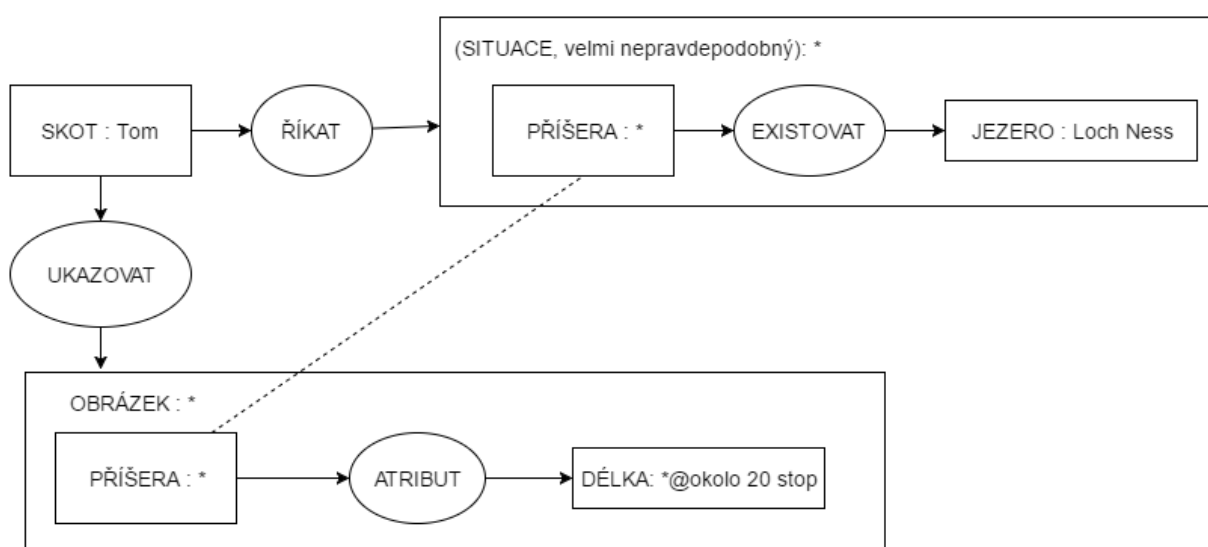 (SITUACE, velmi nepravdepodobný): *
SKOT : Tom
ŘÍKAT
PŘÍŠERA : *
EXISTOVAT
JEZERO : Loch Ness
UKAZOVAT
OBRÁZEK : *
PŘÍŠERA : *
ATRIBUT
DÉLKA: *@okolo 20 stop